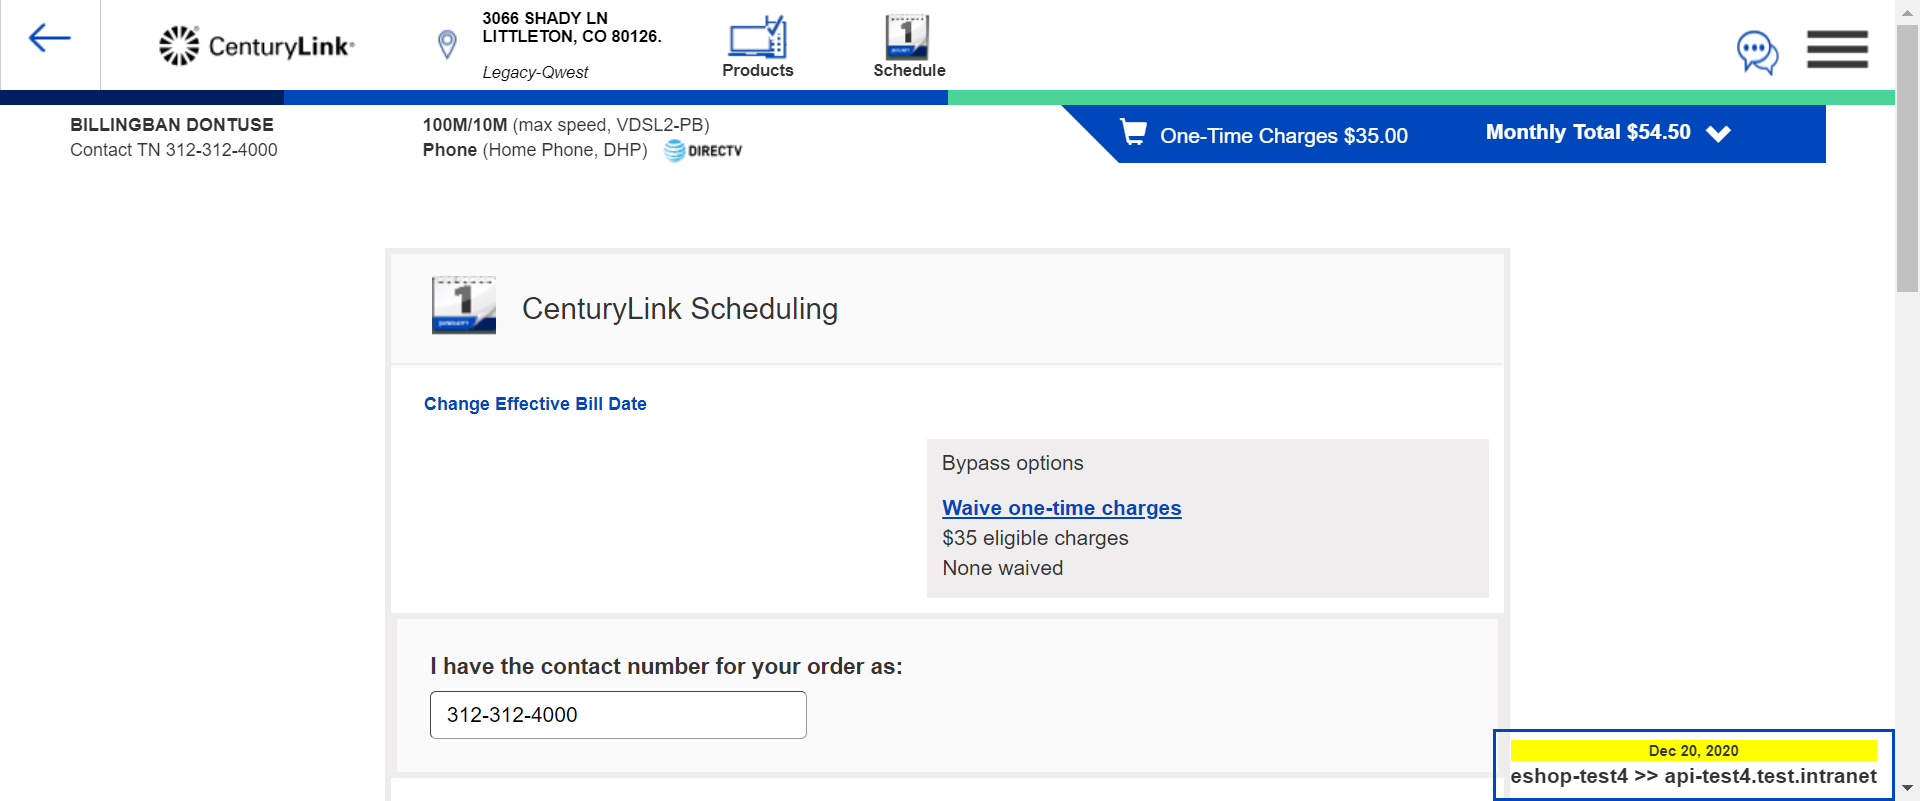 CenturyLink
3066 SHADY LN
LITTLETON, CO 80126.
Legacy-Qwest
Products
1
Schedule
BILLINGBAN DONTUSE
Contact TN 312-312-4000
100M/10M (max speed, VDSL2-PB)
Phone (Home Phone, DHP) DIRECTV
One-Time Charges $35.00
Monthly Total $54.50
1
CenturyLink Scheduling
Change Effective Bill Date
Bypass options
Waive one-time charges
$35 eligible charges
None waived
I have the contact number for your order as:
312-312-4000
Dec 20, 2020
eshop-test4 >> api-test4.test.intranet